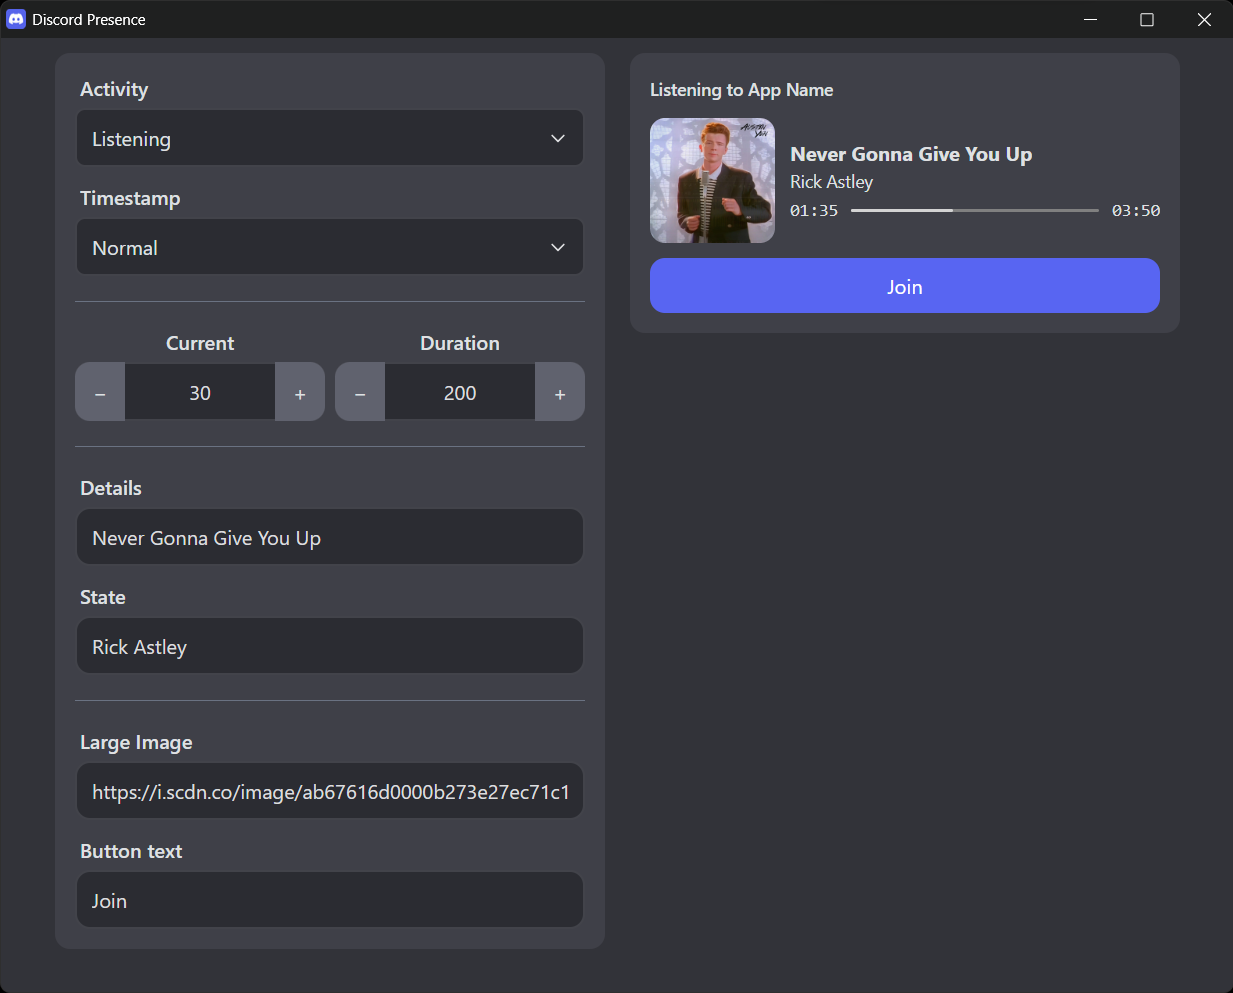 Discord Presence
Activity
Listening
Timestamp
Normal
Current
Duration
– 30 +
– 200 +
Details
Never Gonna Give You Up
State
Rick Astley
Large Image
https://i.scdn.co/image/ab67616d0000b273e27ec71c1
Button text
Join
Listening to App Name
Never Gonna Give You Up
Rick Astley
01:35
03:50
Join